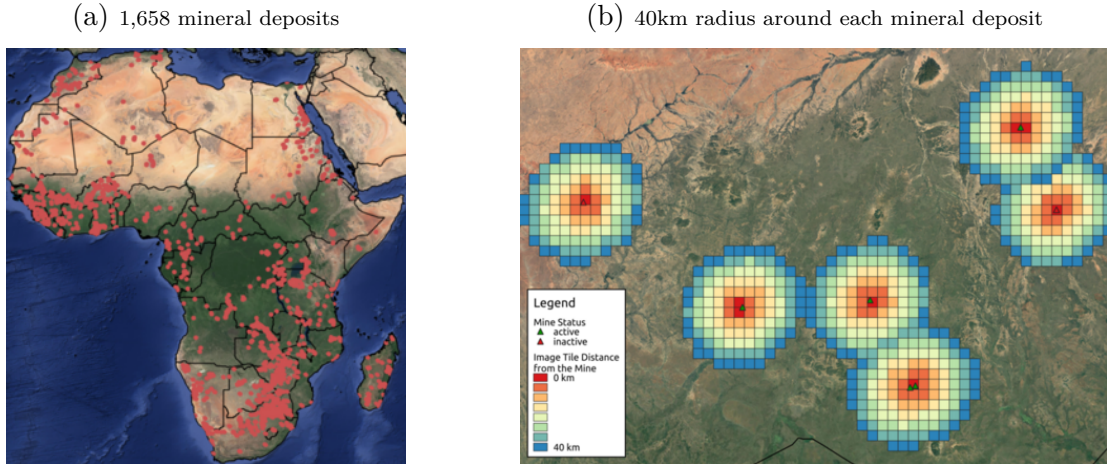 (a) 1,658 mineral deposits
(b) 40km radius around each mineral deposit
Legend
Mine Status
active
inactive
Image Tile Distance
from the Mine
0 km
40 km